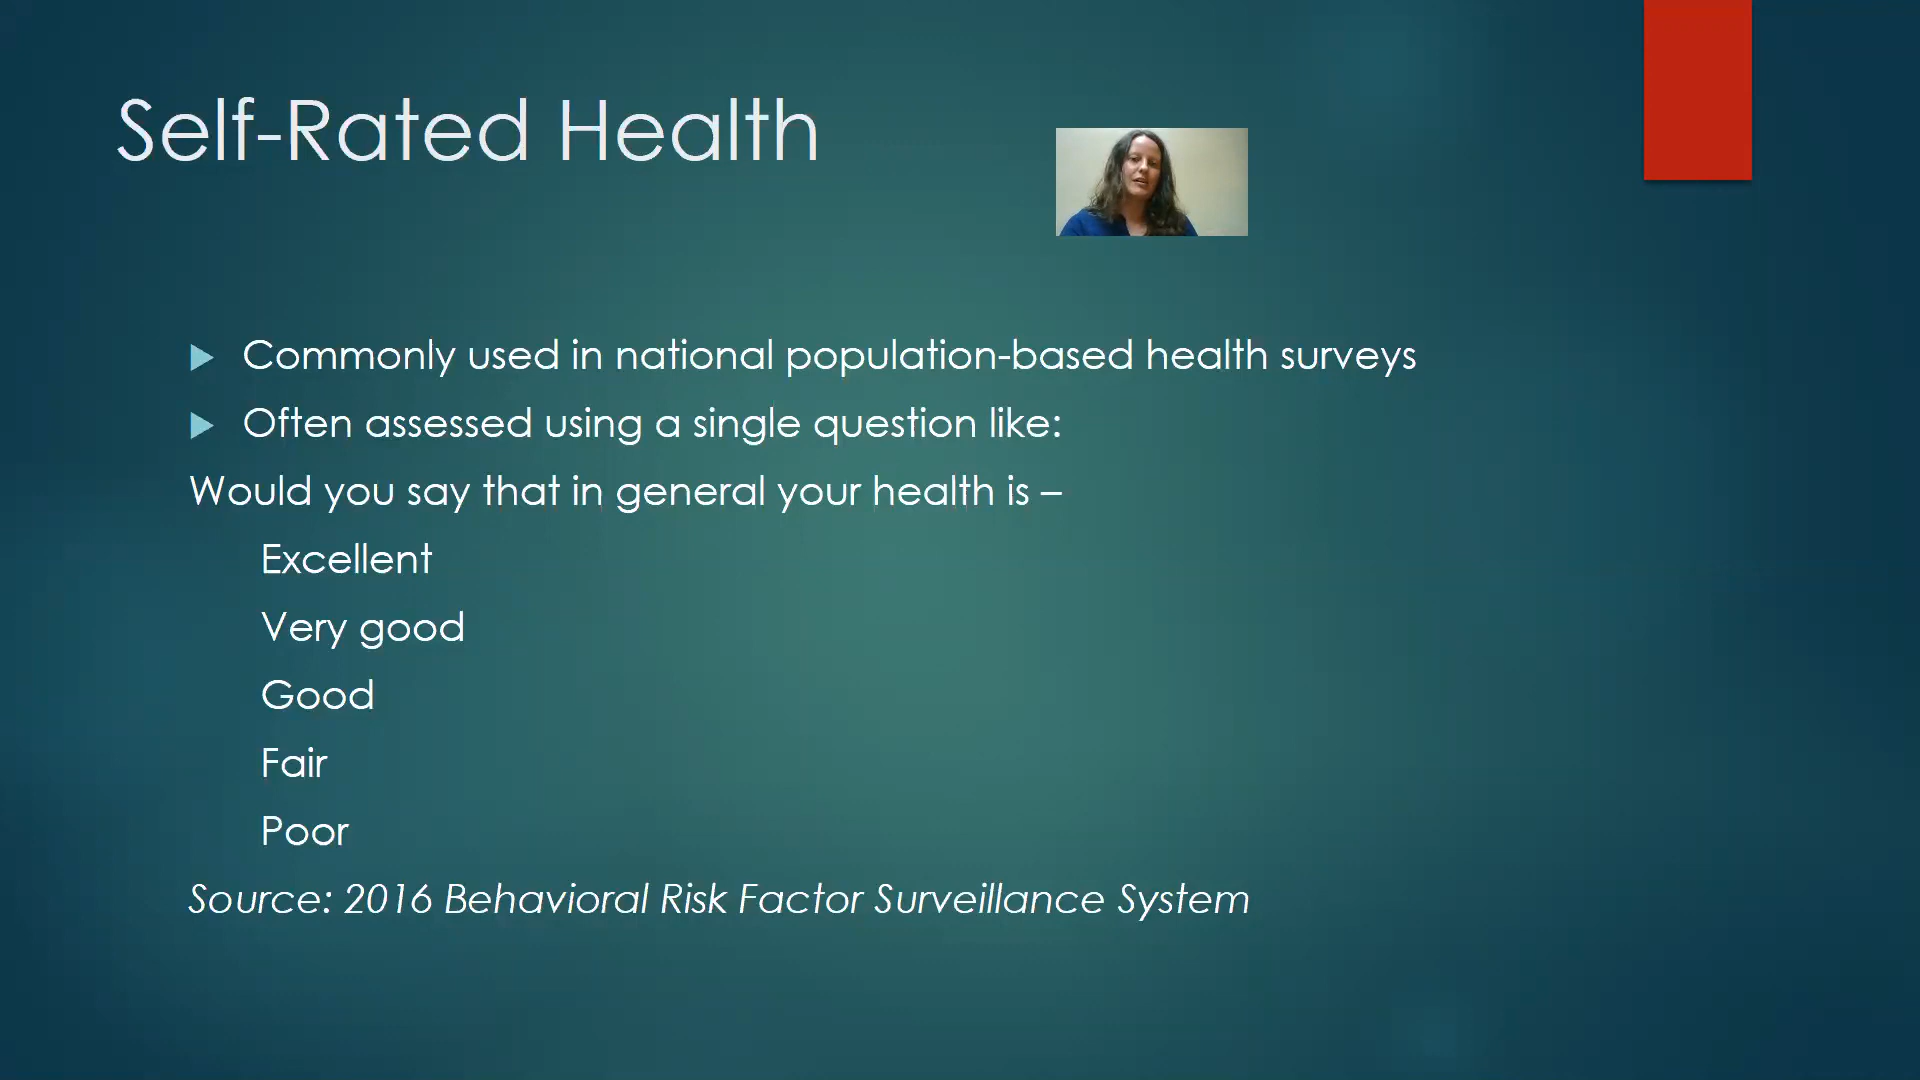 Self-Rated Health
Commonly used in national population-based health surveys
Often assessed using a single question like:
Would you say that in general your health is –
Excellent
Very good
Good
Fair
Poor
Source: 2016 Behavioral Risk Factor Surveillance System